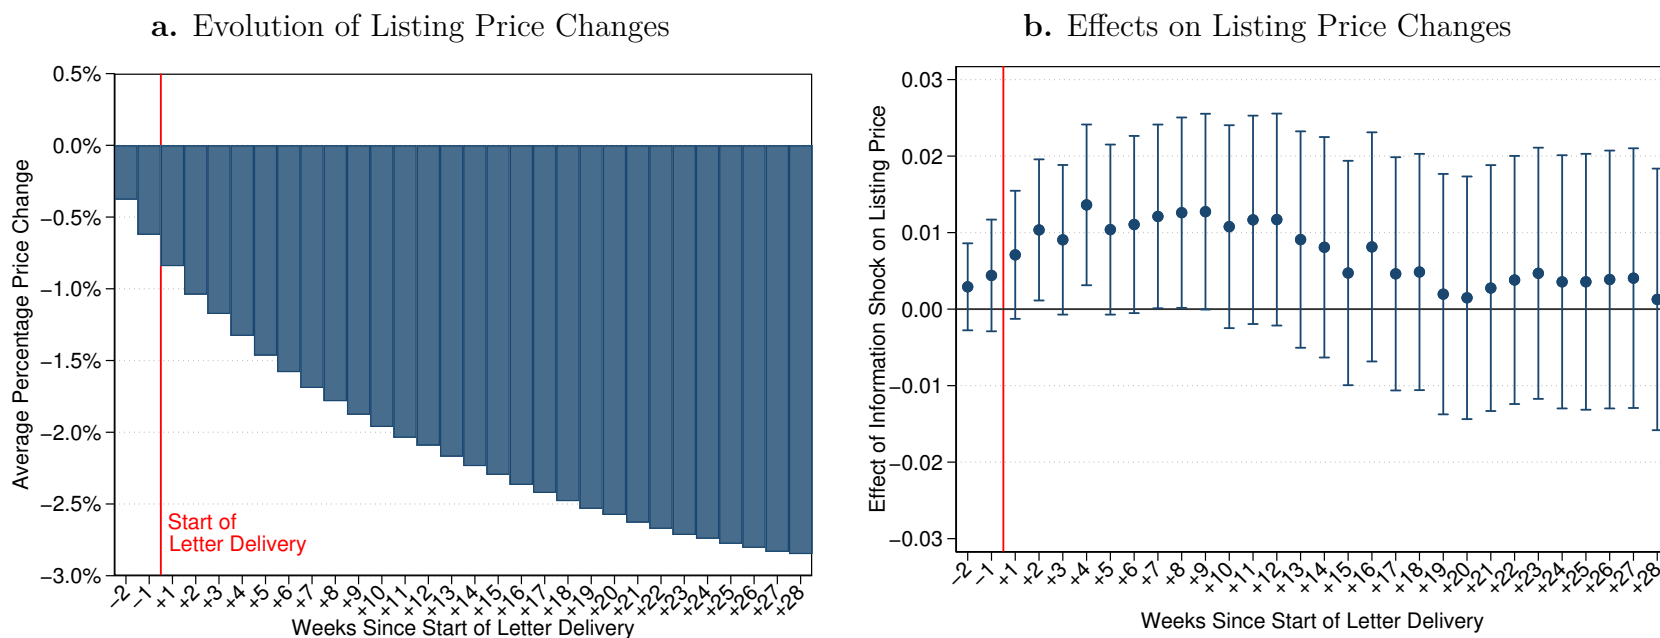 a. Evolution of Listing Price Changes
0.5%
0.0%
−0.5%
−1.0%
−1.5%
−2.0%
−2.5%
−3.0%
Average Percentage Price Change
Start of
Letter Delivery
−2 −1 +1 +2 +3 +4 +5 +6 +7 +8 +9 +10 +11 +12 +13 +14 +15 +16 +17 +18 +19 +20 +21 +22 +23 +24 +25 +26 +27 +28
Weeks Since Start of Letter Delivery
b. Effects on Listing Price Changes
0.03
0.02
0.01
0.00
−0.01
−0.02
−0.03
Effect of Information Shock on Listing Price
−2 −1 +1 +2 +3 +4 +5 +6 +7 +8 +9 +10 +11 +12 +13 +14 +15 +16 +17 +18 +19 +20 +21 +22 +23 +24 +25 +26 +27 +28
Weeks Since Start of Letter Delivery